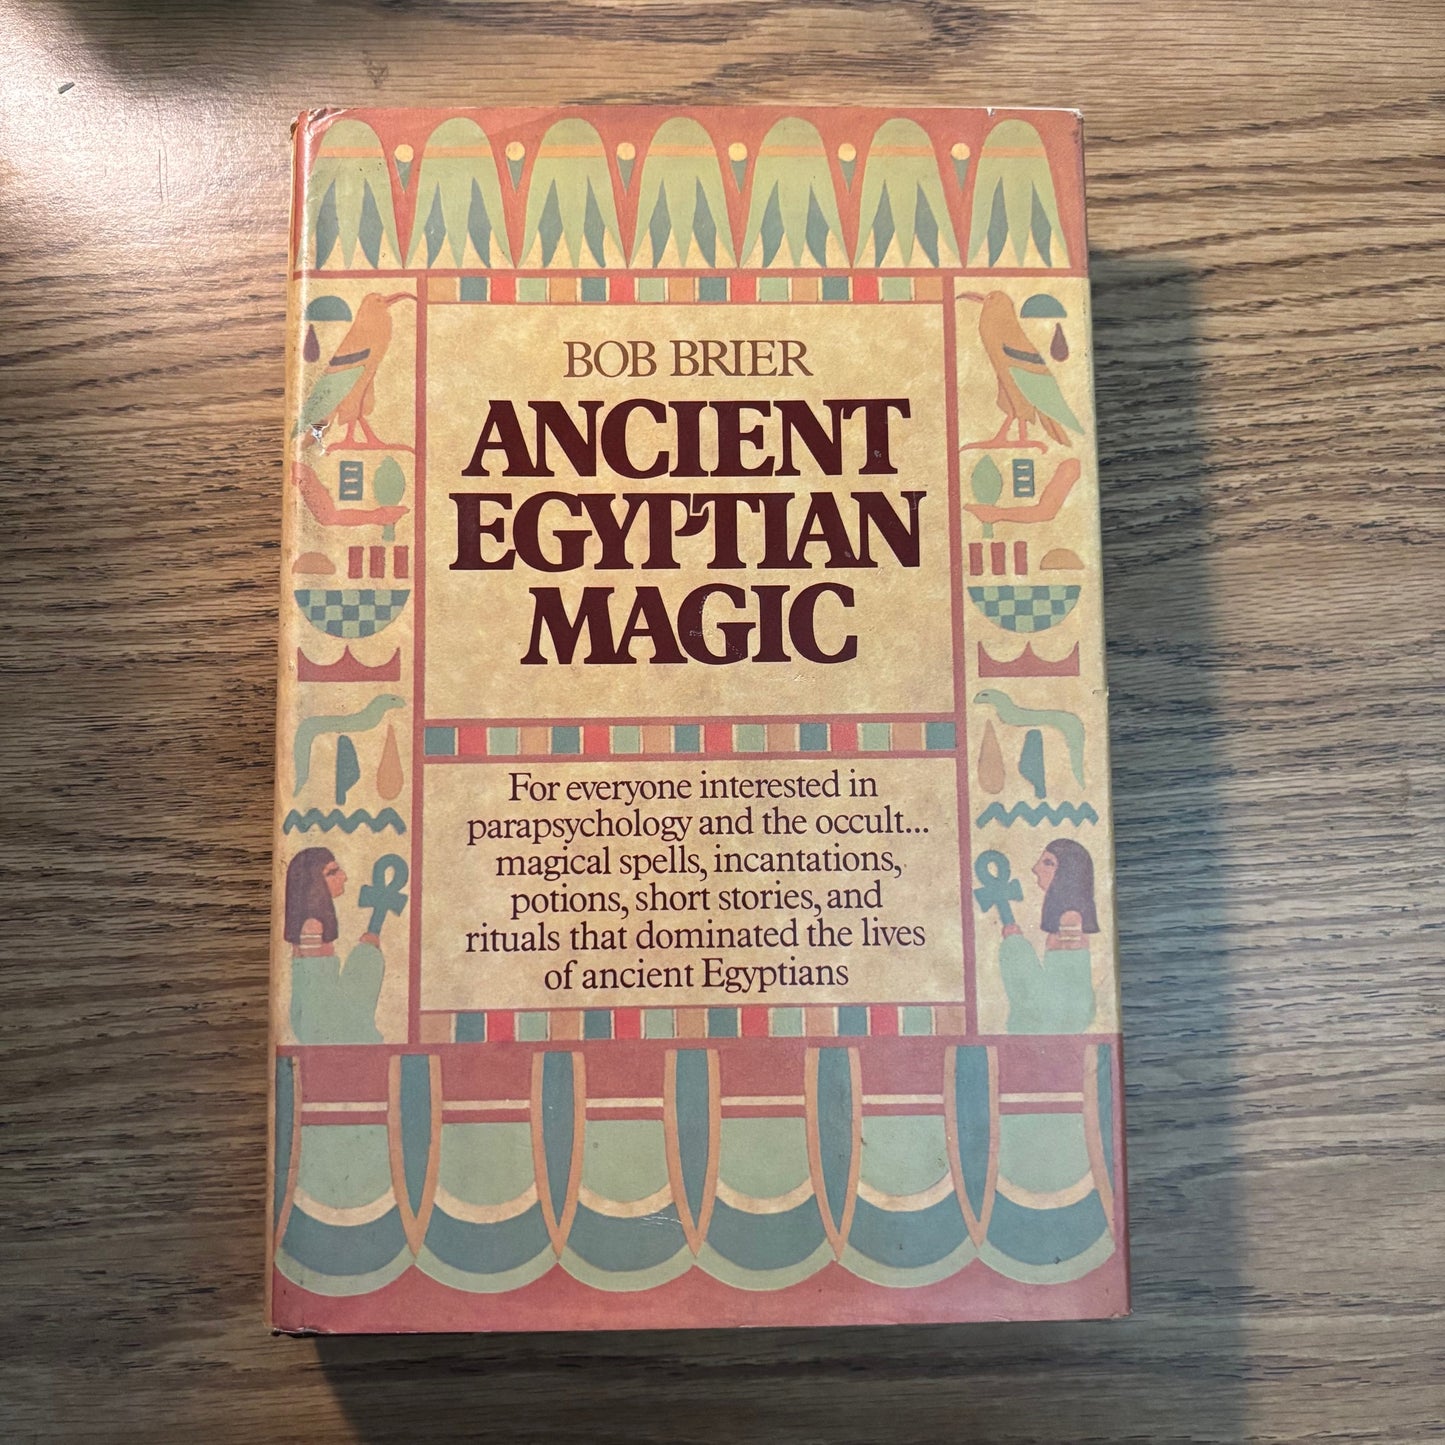 BOB BRIER
ANCIENT
EGYPTIAN
MAGIC
For everyone interested in
parapsychology and the occult...
magical spells, incantations,
potions, short stories, and
rituals that dominated the lives
of ancient Egyptians